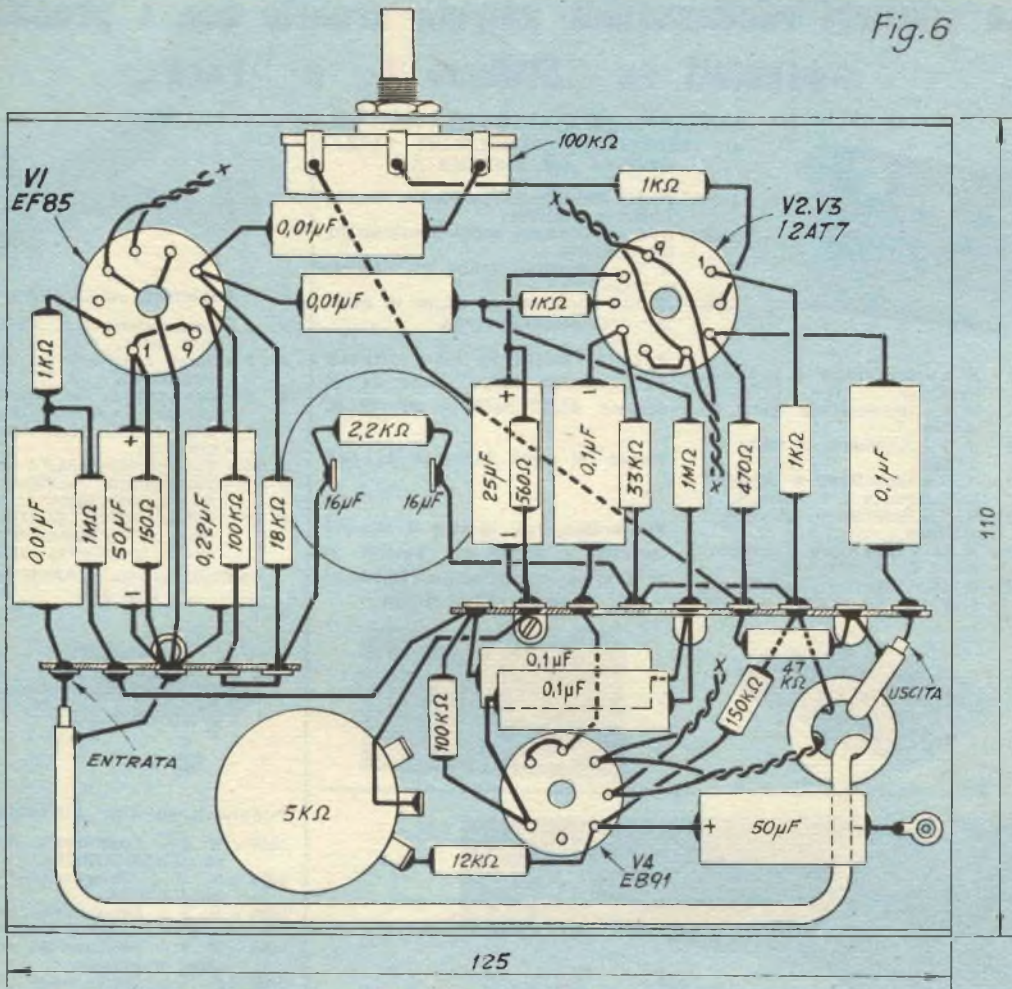 Fig.6
100KΩ
V1
EF85
1KΩ
V2.V3
12AT7
0,01µF
0,01µF
1KΩ
9
1
1
9
1KΩ
2,2KΩ
16µF
16µF
0,01µF
1MΩ
+
50µF
-
150Ω
0,22µF
100KΩ
18KΩ
+
25µF
-
560Ω
-
0,1µF
33KΩ
1MΩ
470Ω
1KΩ
0,1µF
x
x
x
x
110
0,1µF
0,1µF
47
KΩ
100KΩ
150KΩ
USCITA
ENTRATA
5KΩ
12KΩ
V4
EB91
+
50µF
-
125